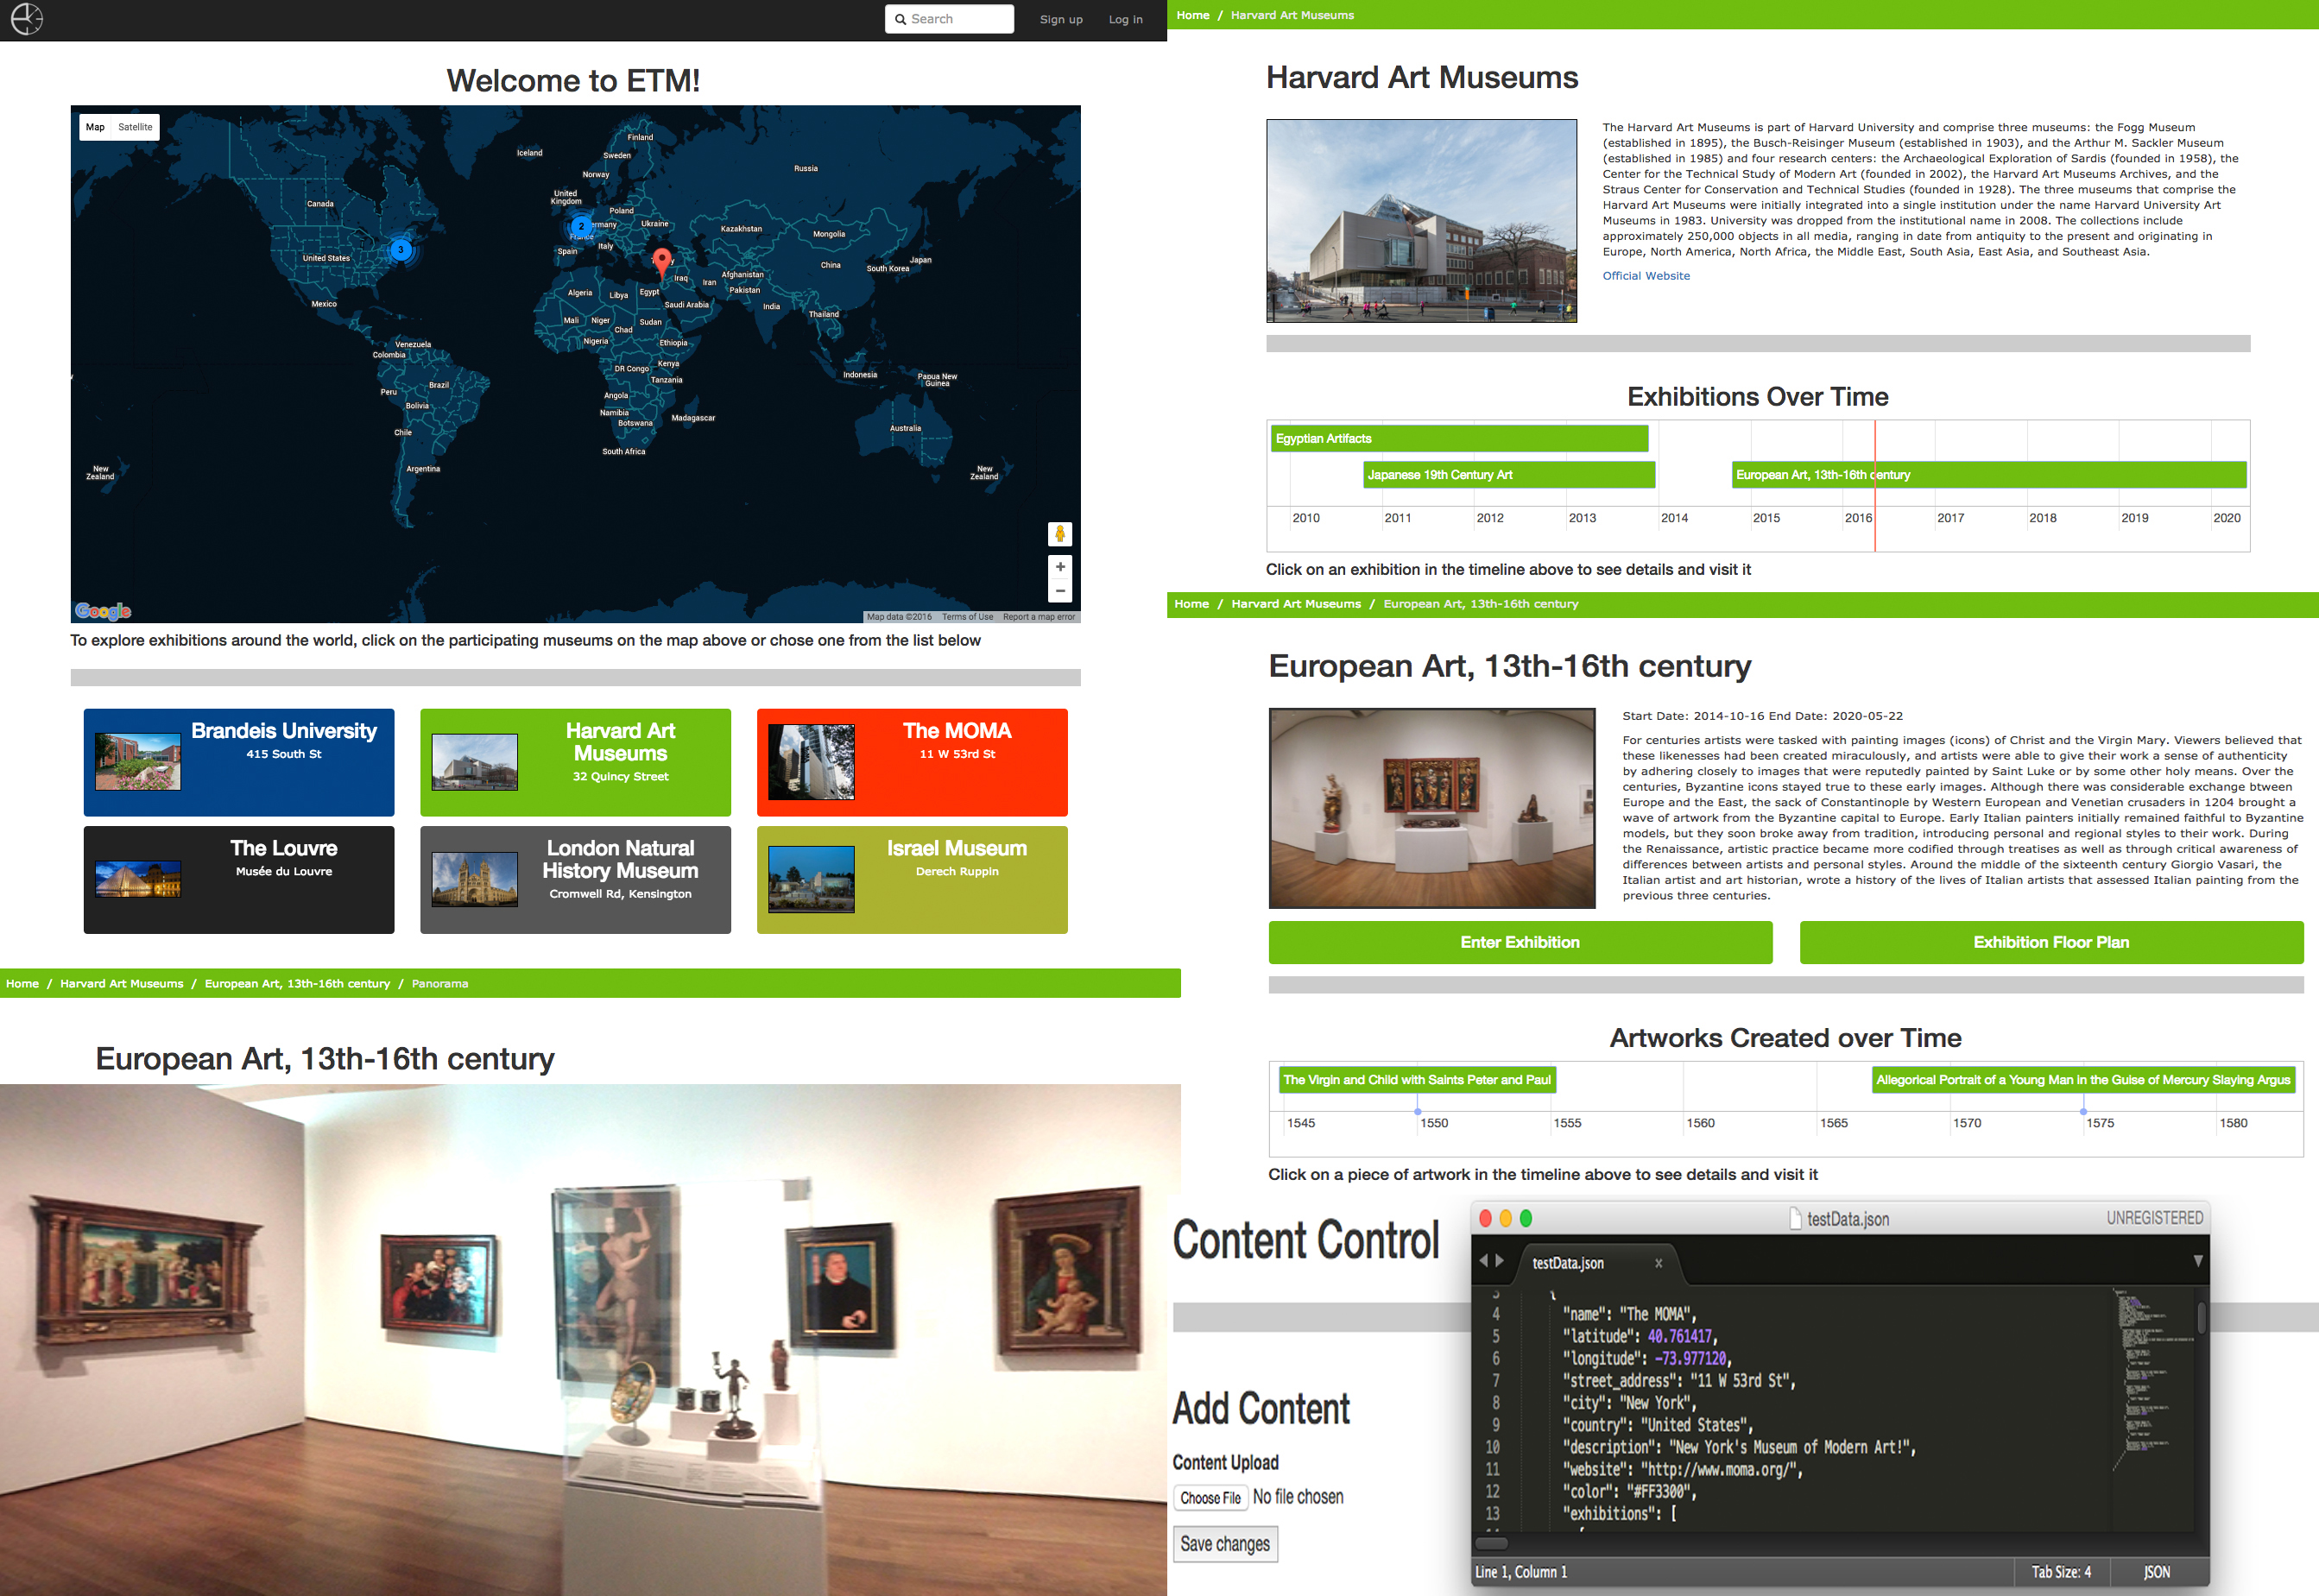 Search
Sign up
Log in
Welcome to ETM!
Map
Satellite
Iceland
Finland
Sweden
Norway
Russia
United
Kingdom
Poland
Ukraine
Canada
2
3
Italy
Spain
Kazakhstan
Mongolia
United States
Iraq
Iran
Afghanistan
Pakistan
China
South Korea
Japan
Mexico
Algeria
Libya
Egypt
Saudi Arabia
India
Thailand
Mali
Niger
Chad
Sudan
Nigeria
Ethiopia
Venezuela
Colombia
DR Congo
Kenya
Tanzania
Indonesia
Papua New
Guinea
Peru
Brazil
Bolivia
Angola
Namibia
Botswana
Madagascar
Chile
South Africa
Australia
Argentina
New
Zealand
New
Zealand
Google
Map data ©2016
Terms of Use
Report a map error
To explore exhibitions around the world, click on the participating museums on the map above or chose one from the list below
Brandeis University
415 South St
Harvard Art
Museums
32 Quincy Street
The MOMA
11 W 53rd St
The Louvre
Musée du Louvre
London Natural
History Museum
Cromwell Rd, Kensington
Israel Museum
Derech Ruppin
Home / Harvard Art Museums / European Art, 13th-16th century / Panorama
European Art, 13th-16th century
Home / Harvard Art Museums
Harvard Art Museums
The Harvard Art Museums is part of Harvard University and comprise three museums: the Fogg Museum
(established in 1895), the Busch-Reisinger Museum (established in 1903), and the Arthur M. Sackler Museum
(established in 1985) and four research centers: the Archaeological Exploration of Sardis (founded in 1958), the
Center for the Technical Study of Modern Art (founded in 2002), the Harvard Art Museums Archives, and the
Straus Center for Conservation and Technical Studies (founded in 1928). The three museums that comprise the
Harvard Art Museums were initially integrated into a single institution under the name Harvard University Art
Museums in 1983. University was dropped from the institutional name in 2008. The collections include
approximately 250,000 objects in all media, ranging in date from antiquity to the present and originating in
Europe, North America, North Africa, the Middle East, South Asia, East Asia, and Southeast Asia.
Official Website
Exhibitions Over Time
Egyptian Artifacts
Japanese 19th Century Art
European Art, 13th-16th century
2010 2011 2012 2013 2014 2015 2016 2017 2018 2019 2020
Click on an exhibition in the timeline above to see details and visit it
Home / Harvard Art Museums / European Art, 13th-16th century
European Art, 13th-16th century
Start Date: 2014-10-16 End Date: 2020-05-22
For centuries artists were tasked with painting images (icons) of Christ and the Virgin Mary. Viewers believed that
these likenesses had been created miraculously, and artists were able to give their work a sense of authenticity
by adhering closely to images that were reputedly painted by Saint Luke or by some other holy means. Over the
centuries, Byzantine icons stayed true to these early images. Although there was considerable exchange btween
Europe and the East, the sack of Constantinople by Western European and Venetian crusaders in 1204 brought a
wave of artwork from the Byzantine capital to Europe. Early Italian painters initially remained faithful to Byzantine
models, but they soon broke away from tradition, introducing personal and regional styles to their work. During
the Renaissance, artistic practice became more codified through treatises as well as through critical awareness of
differences between artists and personal styles. Around the middle of the sixteenth century Giorgio Vasari, the
Italian artist and art historian, wrote a history of the lives of Italian artists that assessed Italian painting from the
previous three centuries.
Enter Exhibition
Exhibition Floor Plan
Artworks Created over Time
The Virgin and Child with Saints Peter and Paul
Allegorical Portrait of a Young Man in the Guise of Mercury Slaying Argus
1545 1550 1555 1560 1565 1570 1575 1580
Click on a piece of artwork in the timeline above to see details and visit it
Content Control
Add Content
Content Upload
Choose File No file chosen
Save changes
testData.json
UNREGISTERED
testData.json x
3 {
4 "name": "The MOMA",
5 "latitude": 40.761417,
6 "longitude": -73.977120,
7 "street_address": "11 W 53rd St",
8 "city": "New York",
9 "country": "United States",
10 "description": "New York's Museum of Modern Art!",
11 "website": "http://www.moma.org/",
12 "color": "#FF3300",
13 "exhibitions": [
Line 1, Column 1
Tab Size: 4
JSON